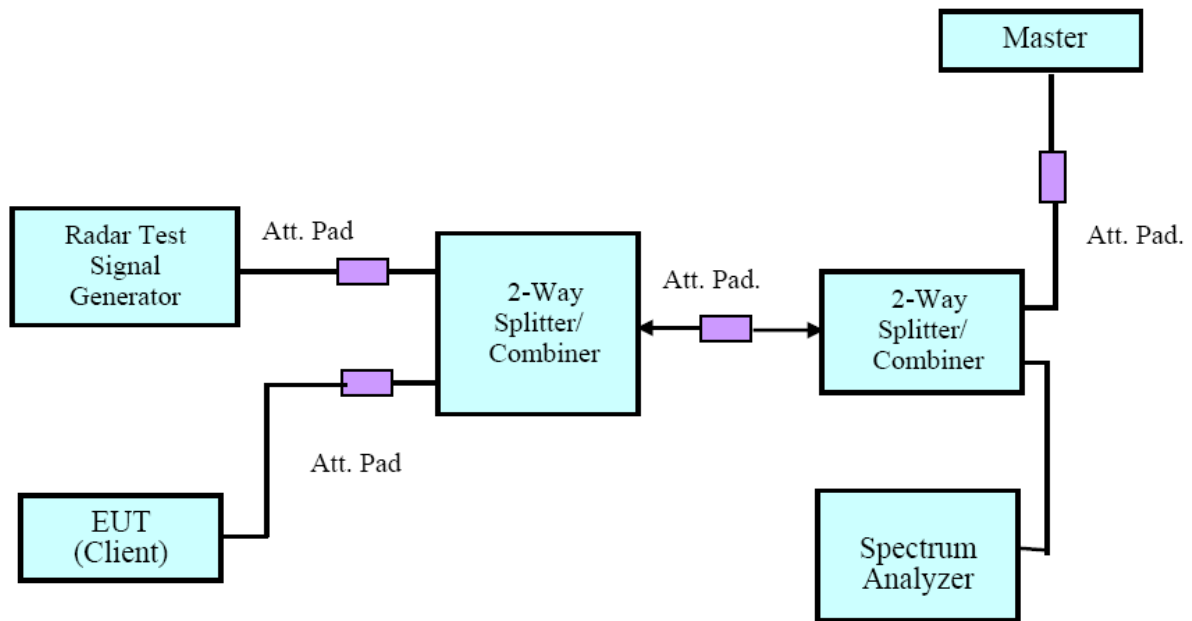 Master
Att. Pad.
Radar Test
Signal
Generator
Att. Pad
2-Way
Splitter/
Combiner
Att. Pad.
2-Way
Splitter/
Combiner
Att. Pad
EUT
(Client)
Spectrum
Analyzer